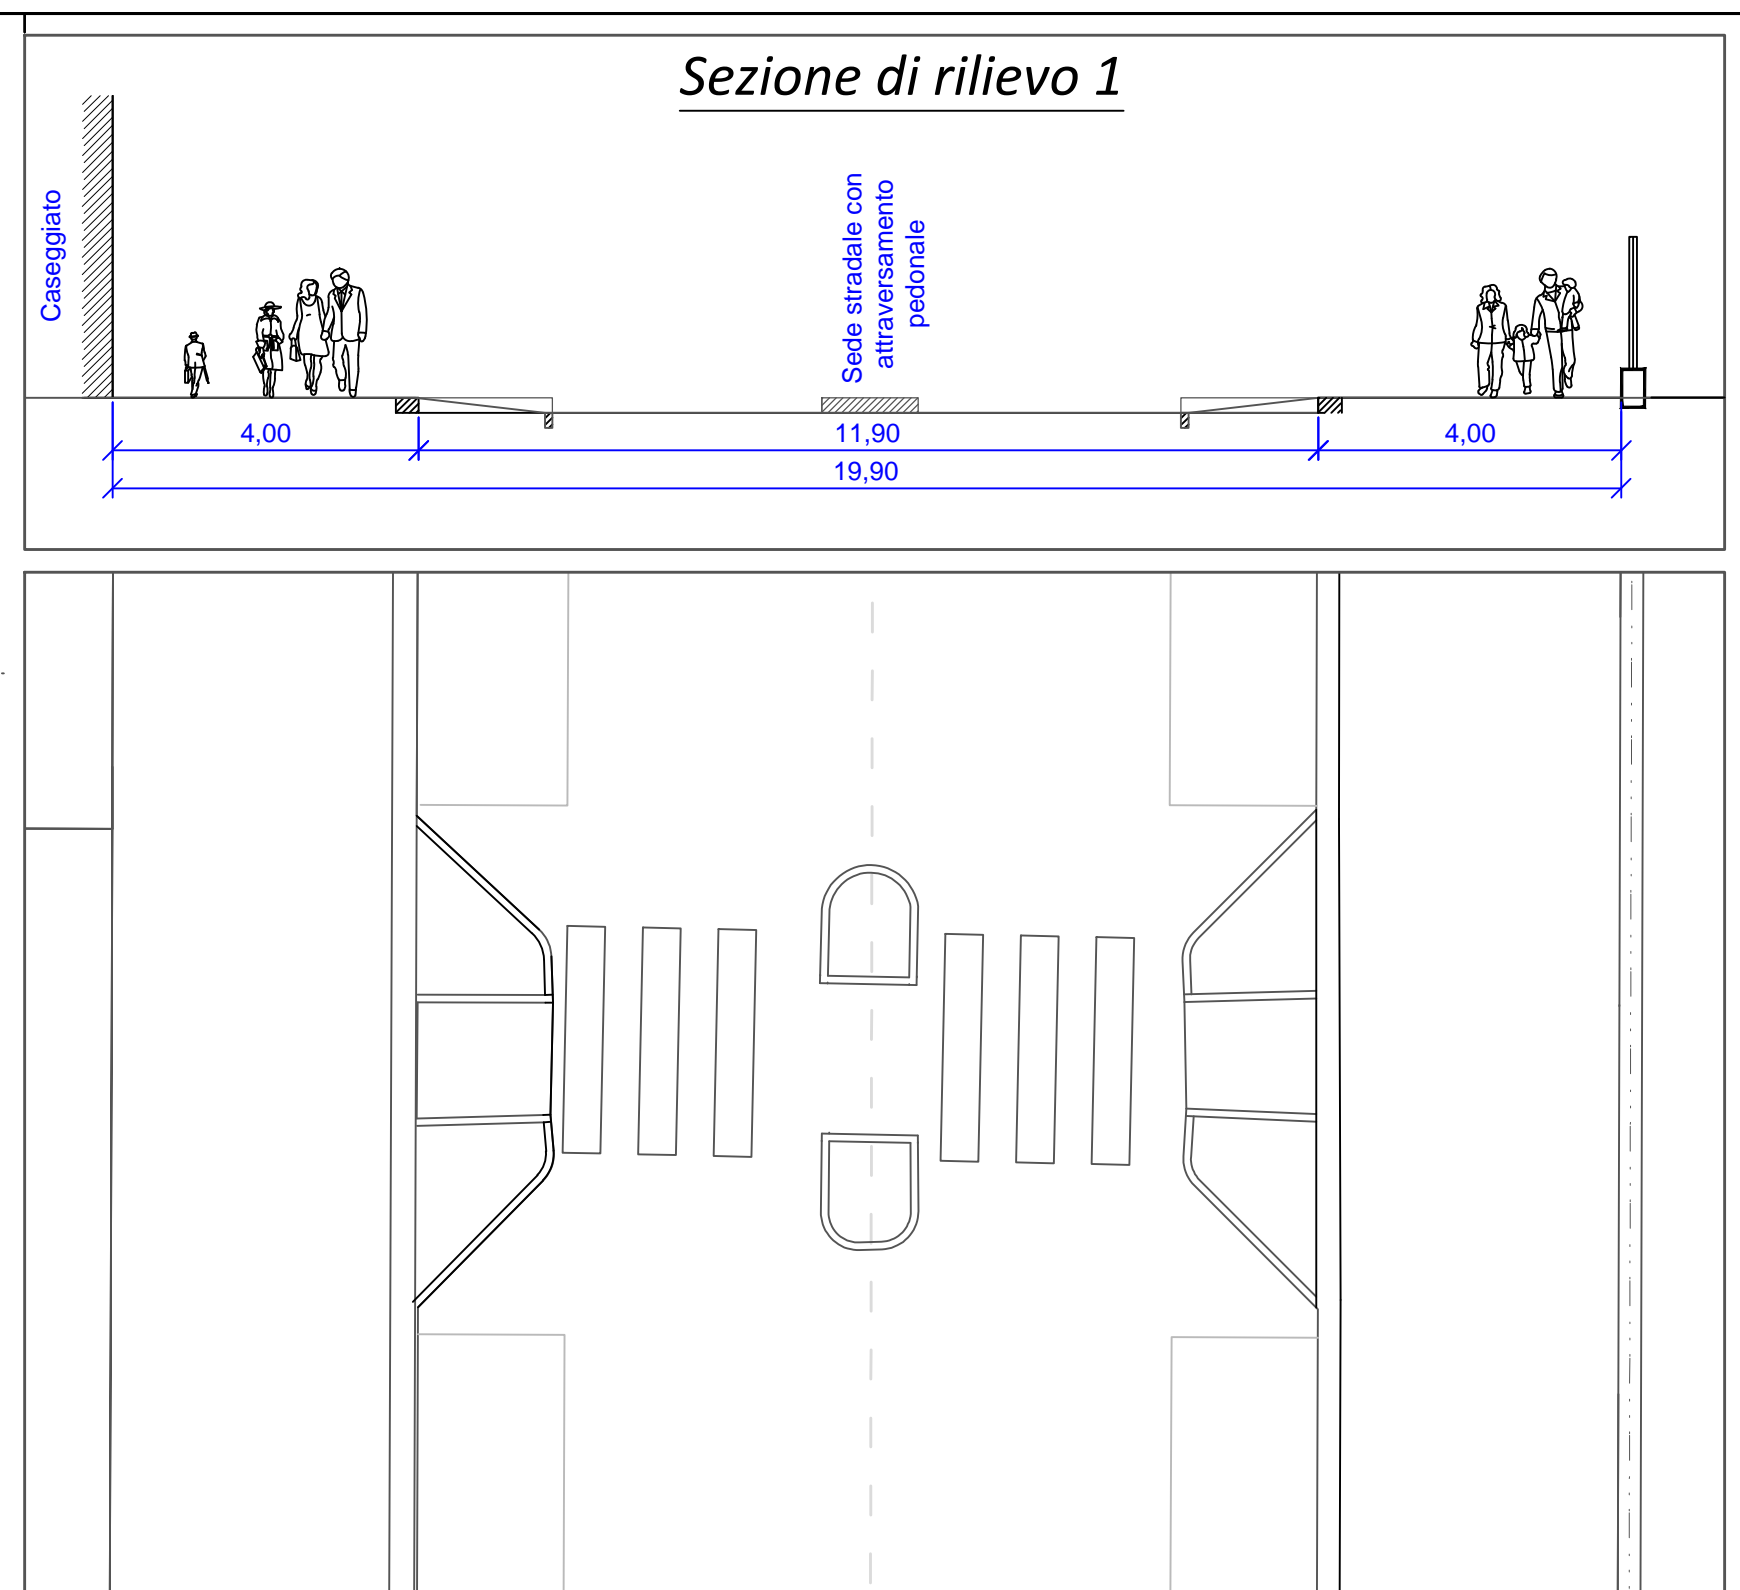 Sezione di rilievo 1
Caseggiato
Sede stradale con
attraversamento
pedonale
4,00
11,90
4,00
19,90